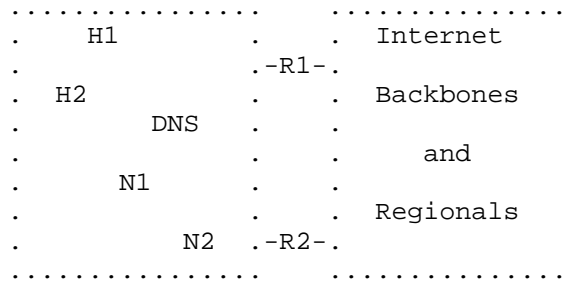 ................     ...............
.     H1       .     .  Internet
.              .-R1-.
.   H2         .     .  Backbones
.         DNS  .     .
.              .     .     and
.       N1     .     .
.              .     .  Regionals
.           N2 .-R2-.
................     ...............